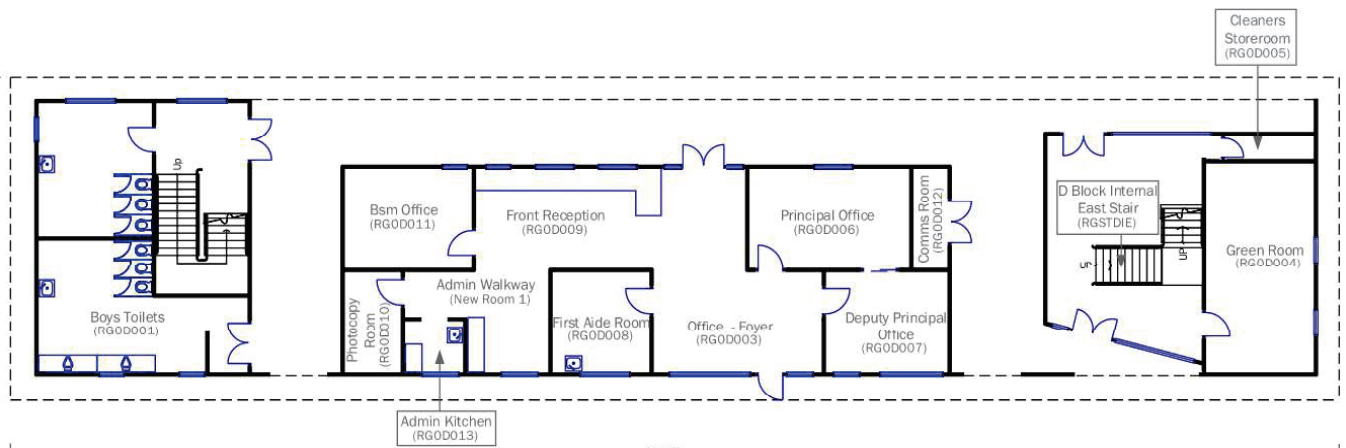 Cleaners
Storeroom
(RG0D005)
Up
Bsm Office
(RG0D011)
Front Reception
(RG0D009)
Principal Office
(RG0D006)
Comms Room
(RG0D012)
D Block Internal
East Stair
(RGSTDIE)
Green Room
(RG0D004)
Up
UP
Admin Walkway
(New Room 1)
Boys Toilets
(RG0D001)
Photocopy
Room
(RG0D010)
First Aide Room
(RG0D008)
Office - Foyer
(RG0D003)
Deputy Principal
Office
(RG0D007)
Admin Kitchen
(RG0D013)